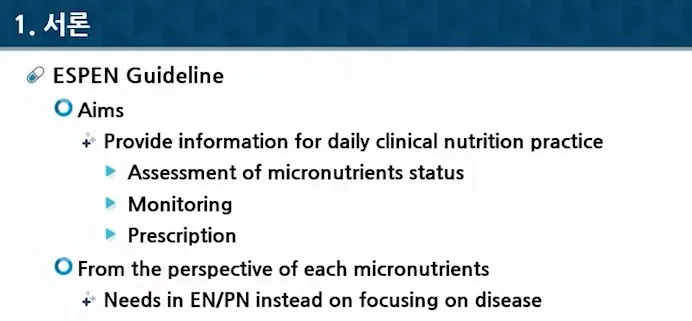 1. 서론
ESPEN Guideline
Aims
Provide information for daily clinical nutrition practice
Assessment of micronutrients status
Monitoring
Prescription
From the perspective of each micronutrients
Needs in EN/PN instead on focusing on disease